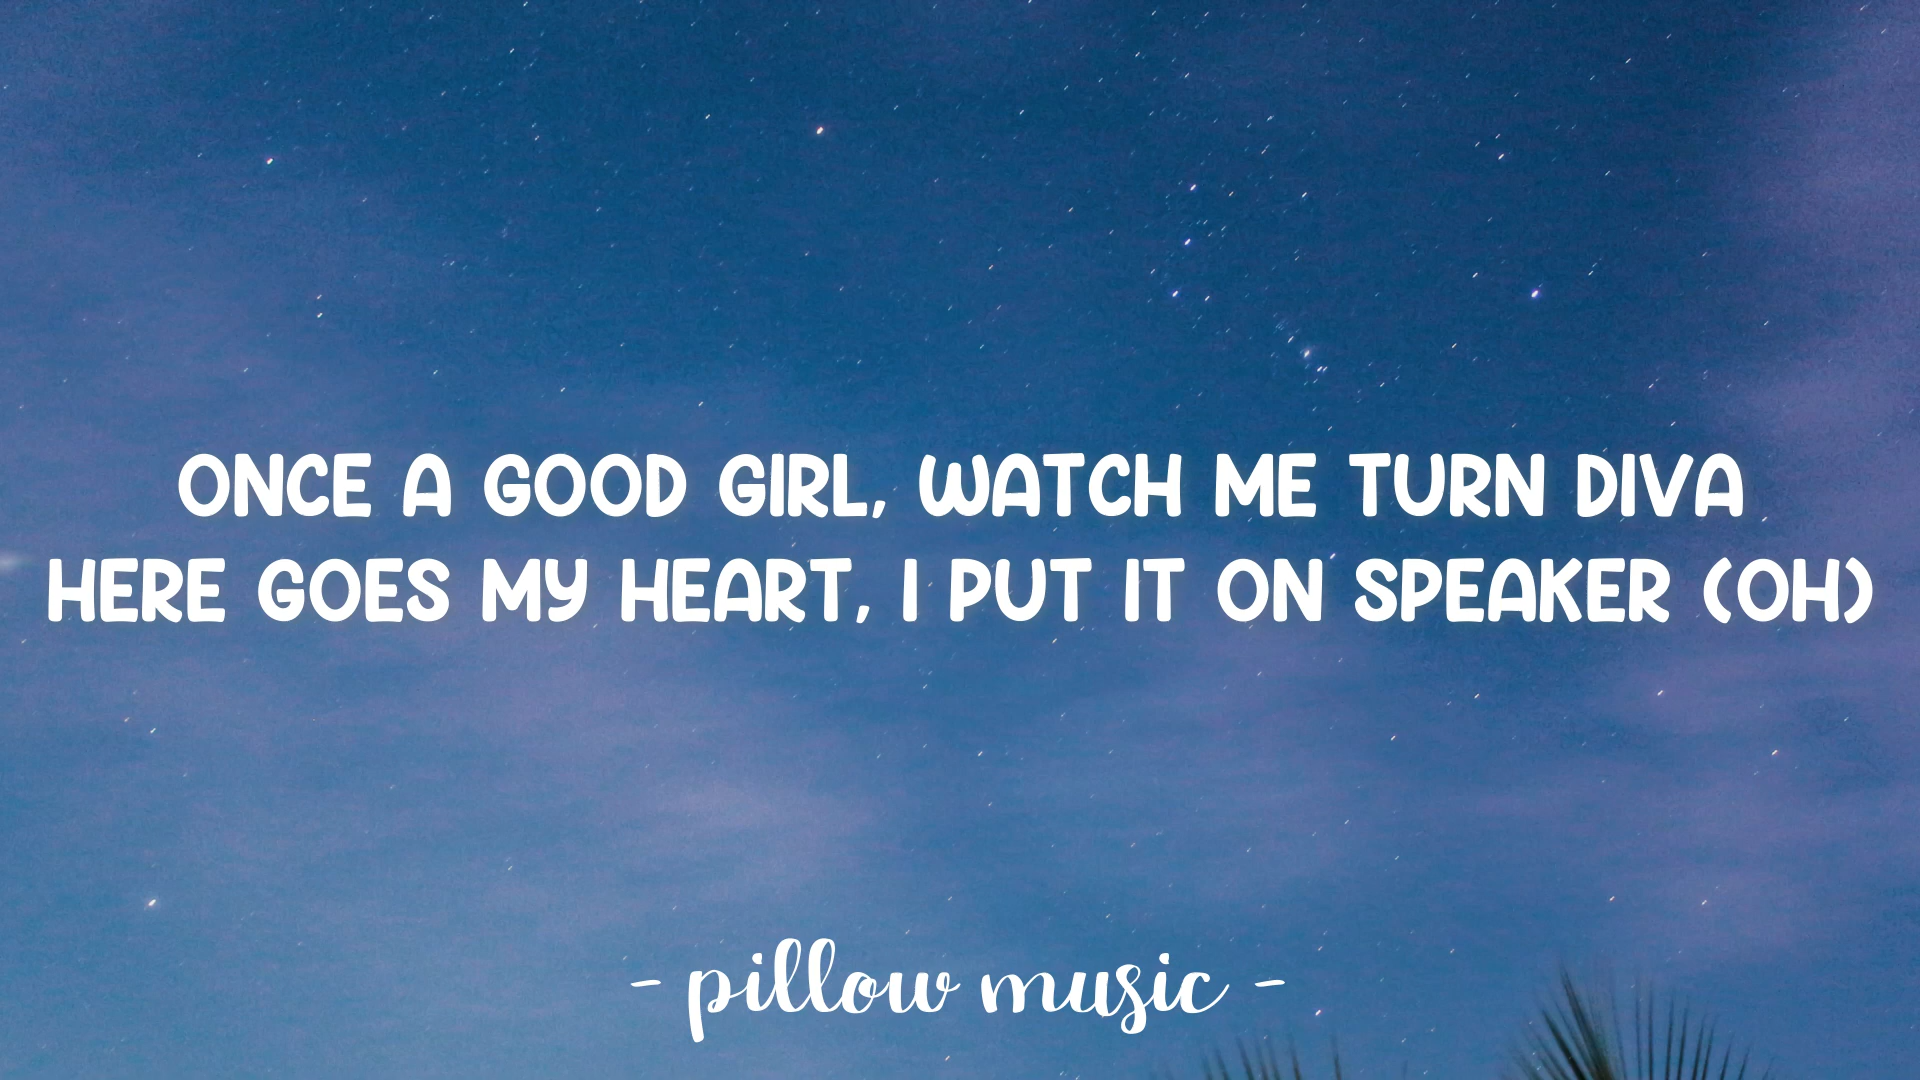 ONCE A GOOD GIRL, WATCH ME TURN DIVA
HERE GOES MY HEART, I PUT IT ON SPEAKER (OH)
- pillow music -